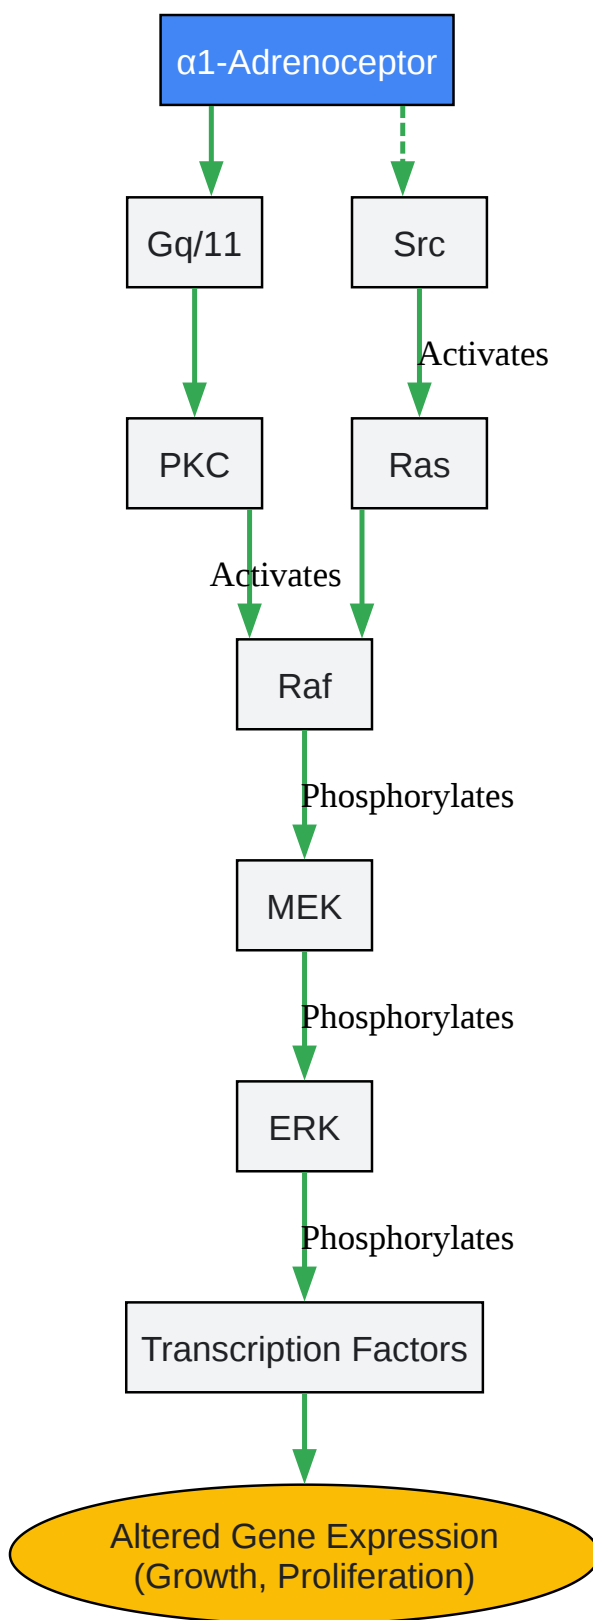 α1-Adrenoceptor
Gq/11
Src
Activates
PKC
Ras
Activates
Raf
Phosphorylates
MEK
Phosphorylates
ERK
Phosphorylates
Transcription Factors
Altered Gene Expression
(Growth, Proliferation)